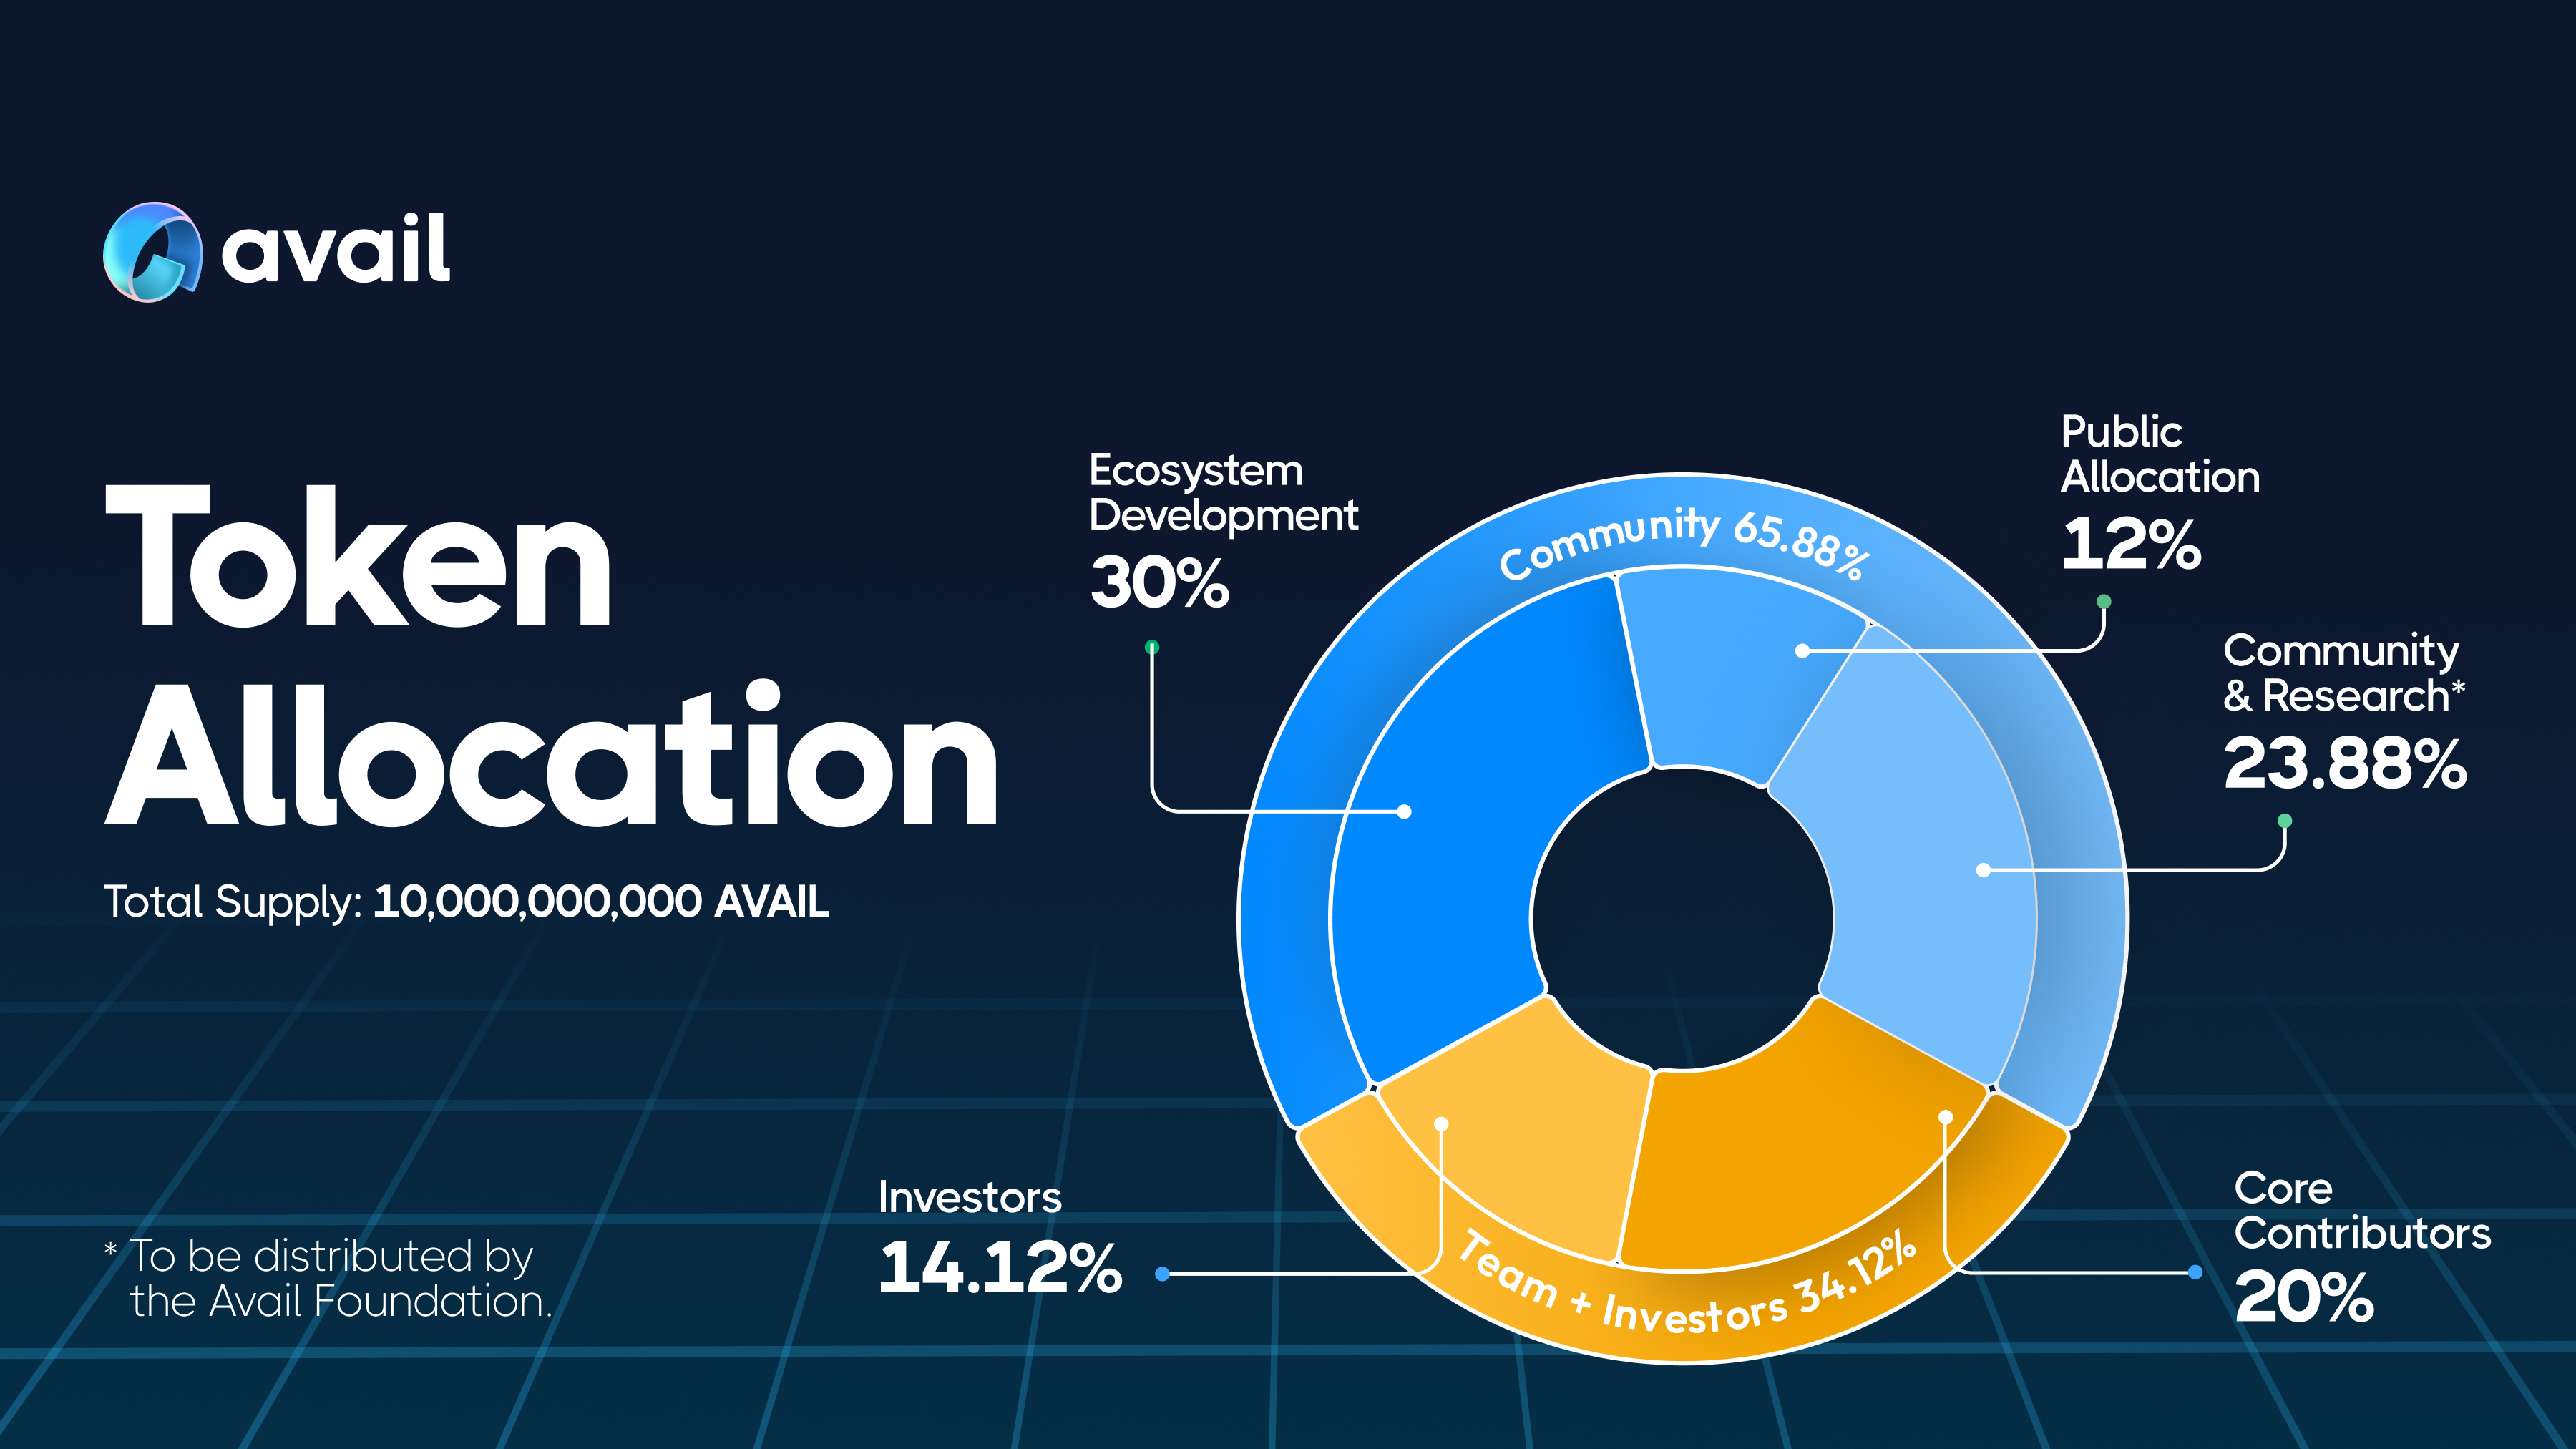 avail
Token
Allocation
Total Supply: 10,000,000,000 AVAIL
* To be distributed by
the Avail Foundation.
Ecosystem
Development
30%
Public
Allocation
12%
Community
& Research*
23.88%
Community 65.88%
Investors
14.12%
Team + Investors 34.12%
Core
Contributors
20%